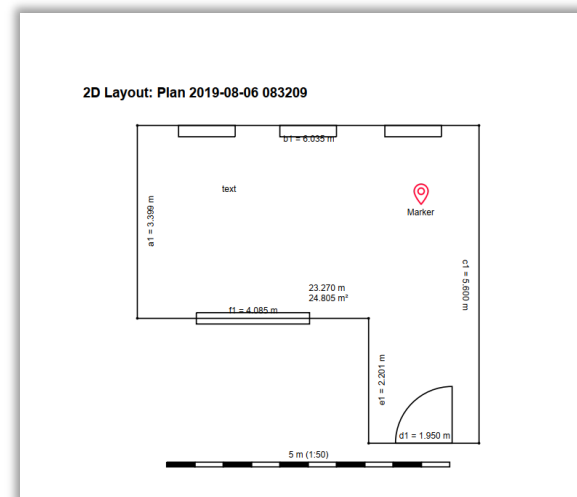 2D Layout: Plan 2019-08-06 083209
b1 = 6.035 m
text
Marker
a1 = 3.399 m
c1 = 5.600 m
23.270 m
24.805 m²
f1 = 4.085 m
e1 = 2.201 m
d1 = 1.950 m
5 m (1:50)